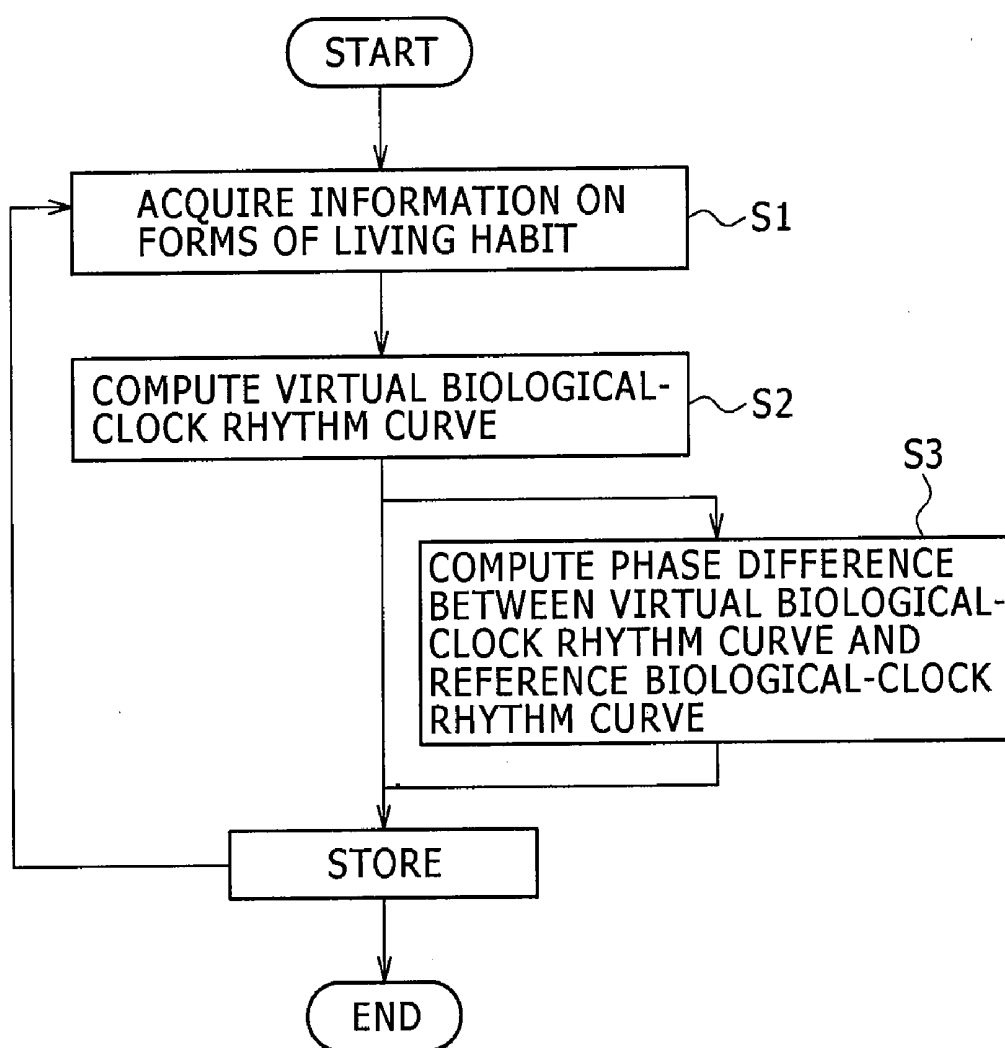 START
ACQUIRE INFORMATION ON
FORMS OF LIVING HABIT
S1
COMPUTE VIRTUAL BIOLOGICAL-
CLOCK RHYTHM CURVE
S2
S3
COMPUTE PHASE DIFFERENCE
BETWEEN VIRTUAL BIOLOGICAL-
CLOCK RHYTHM CURVE AND
REFERENCE BIOLOGICAL-CLOCK
RHYTHM CURVE
STORE
END